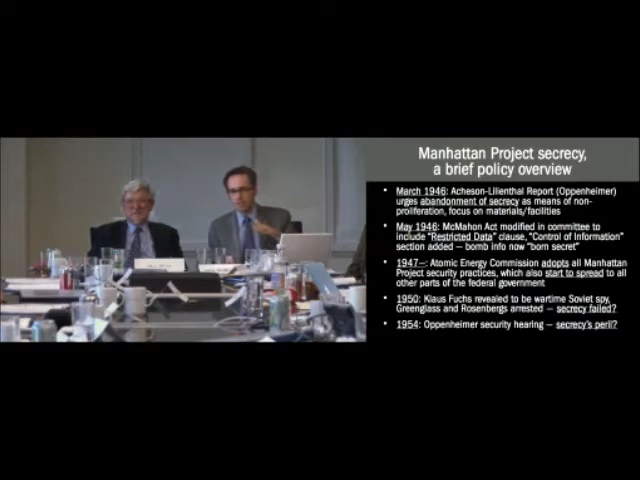 Manhattan Project secrecy,
a brief policy overview
• March 1946: Acheson-Lilienthal Report (Oppenheimer)
urges abandonment of secrecy as means of non-
proliferation, focus on materials/facilities
• May 1946: McMahon Act modified in committee to
include "Restricted Data" clause, "Control of Information"
section added — bomb info now "born secret"
• 1947–: Atomic Energy Commission adopts all Manhattan
Project security practices, which also start to spread to all
other parts of the federal government
• 1950: Klaus Fuchs revealed to be wartime Soviet spy,
Greenglass and Rosenbergs arrested — secrecy failed?
• 1954: Oppenheimer security hearing — secrecy's peril?